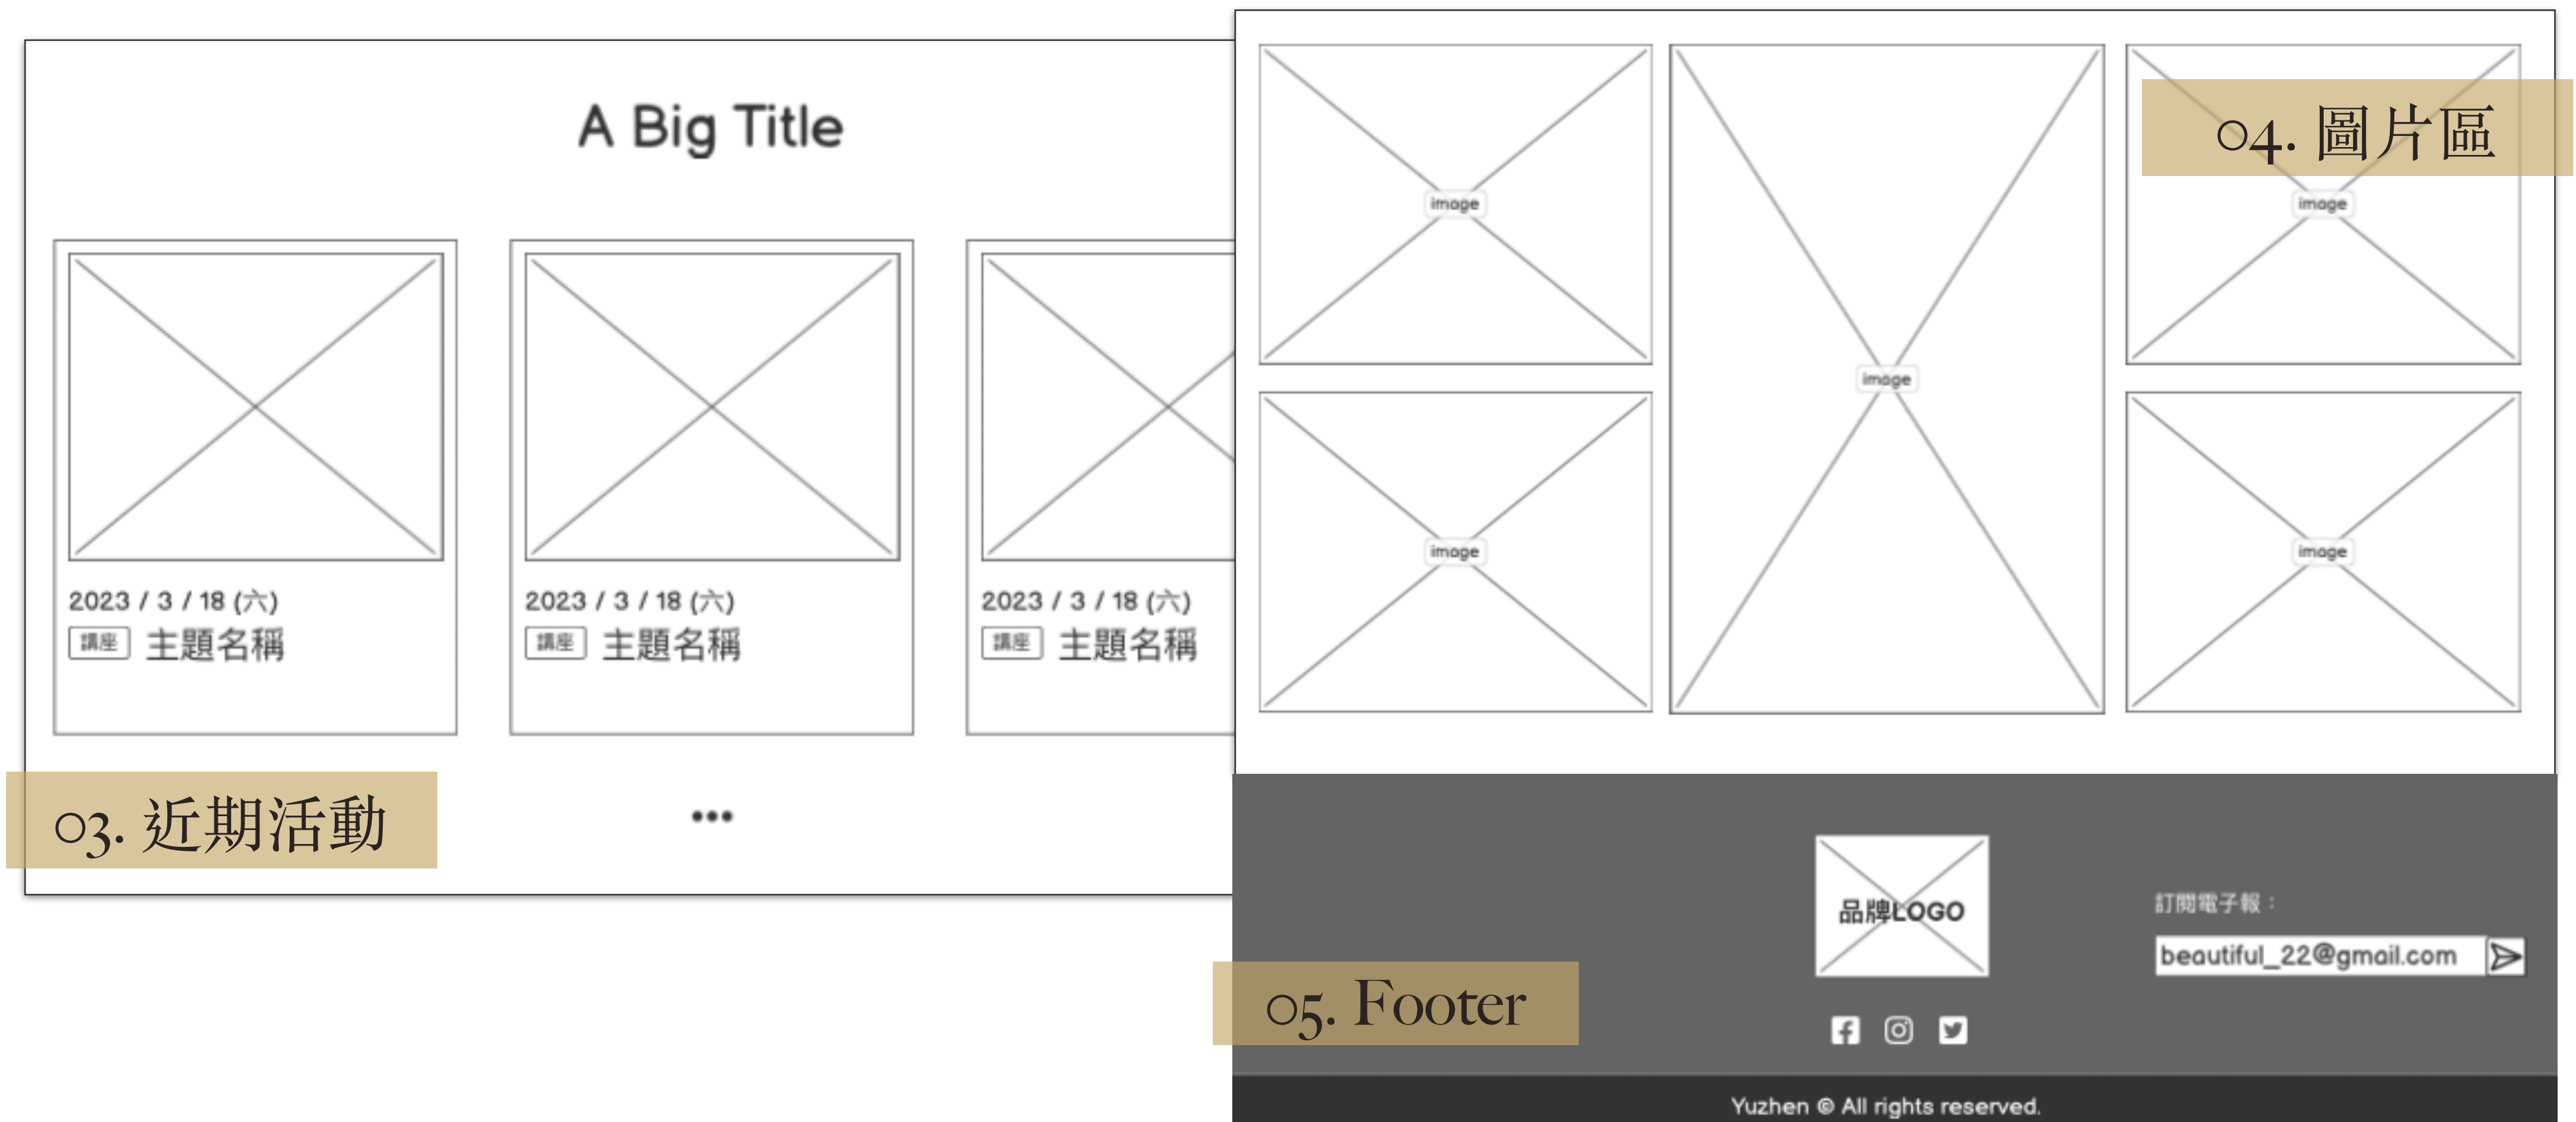 A Big Title
2023 / 3 / 18 (六)
講座 主題名稱
2023 / 3 / 18 (六)
講座 主題名稱
2023 / 3 / 18 (六)
講座 主題名稱
03. 近期活動
•••
04. 圖片區
image
image
image
image
image
品牌LOGO
訂閱電子報：
beautiful_22@gmail.com
05. Footer
Yuzhen © All rights reserved.